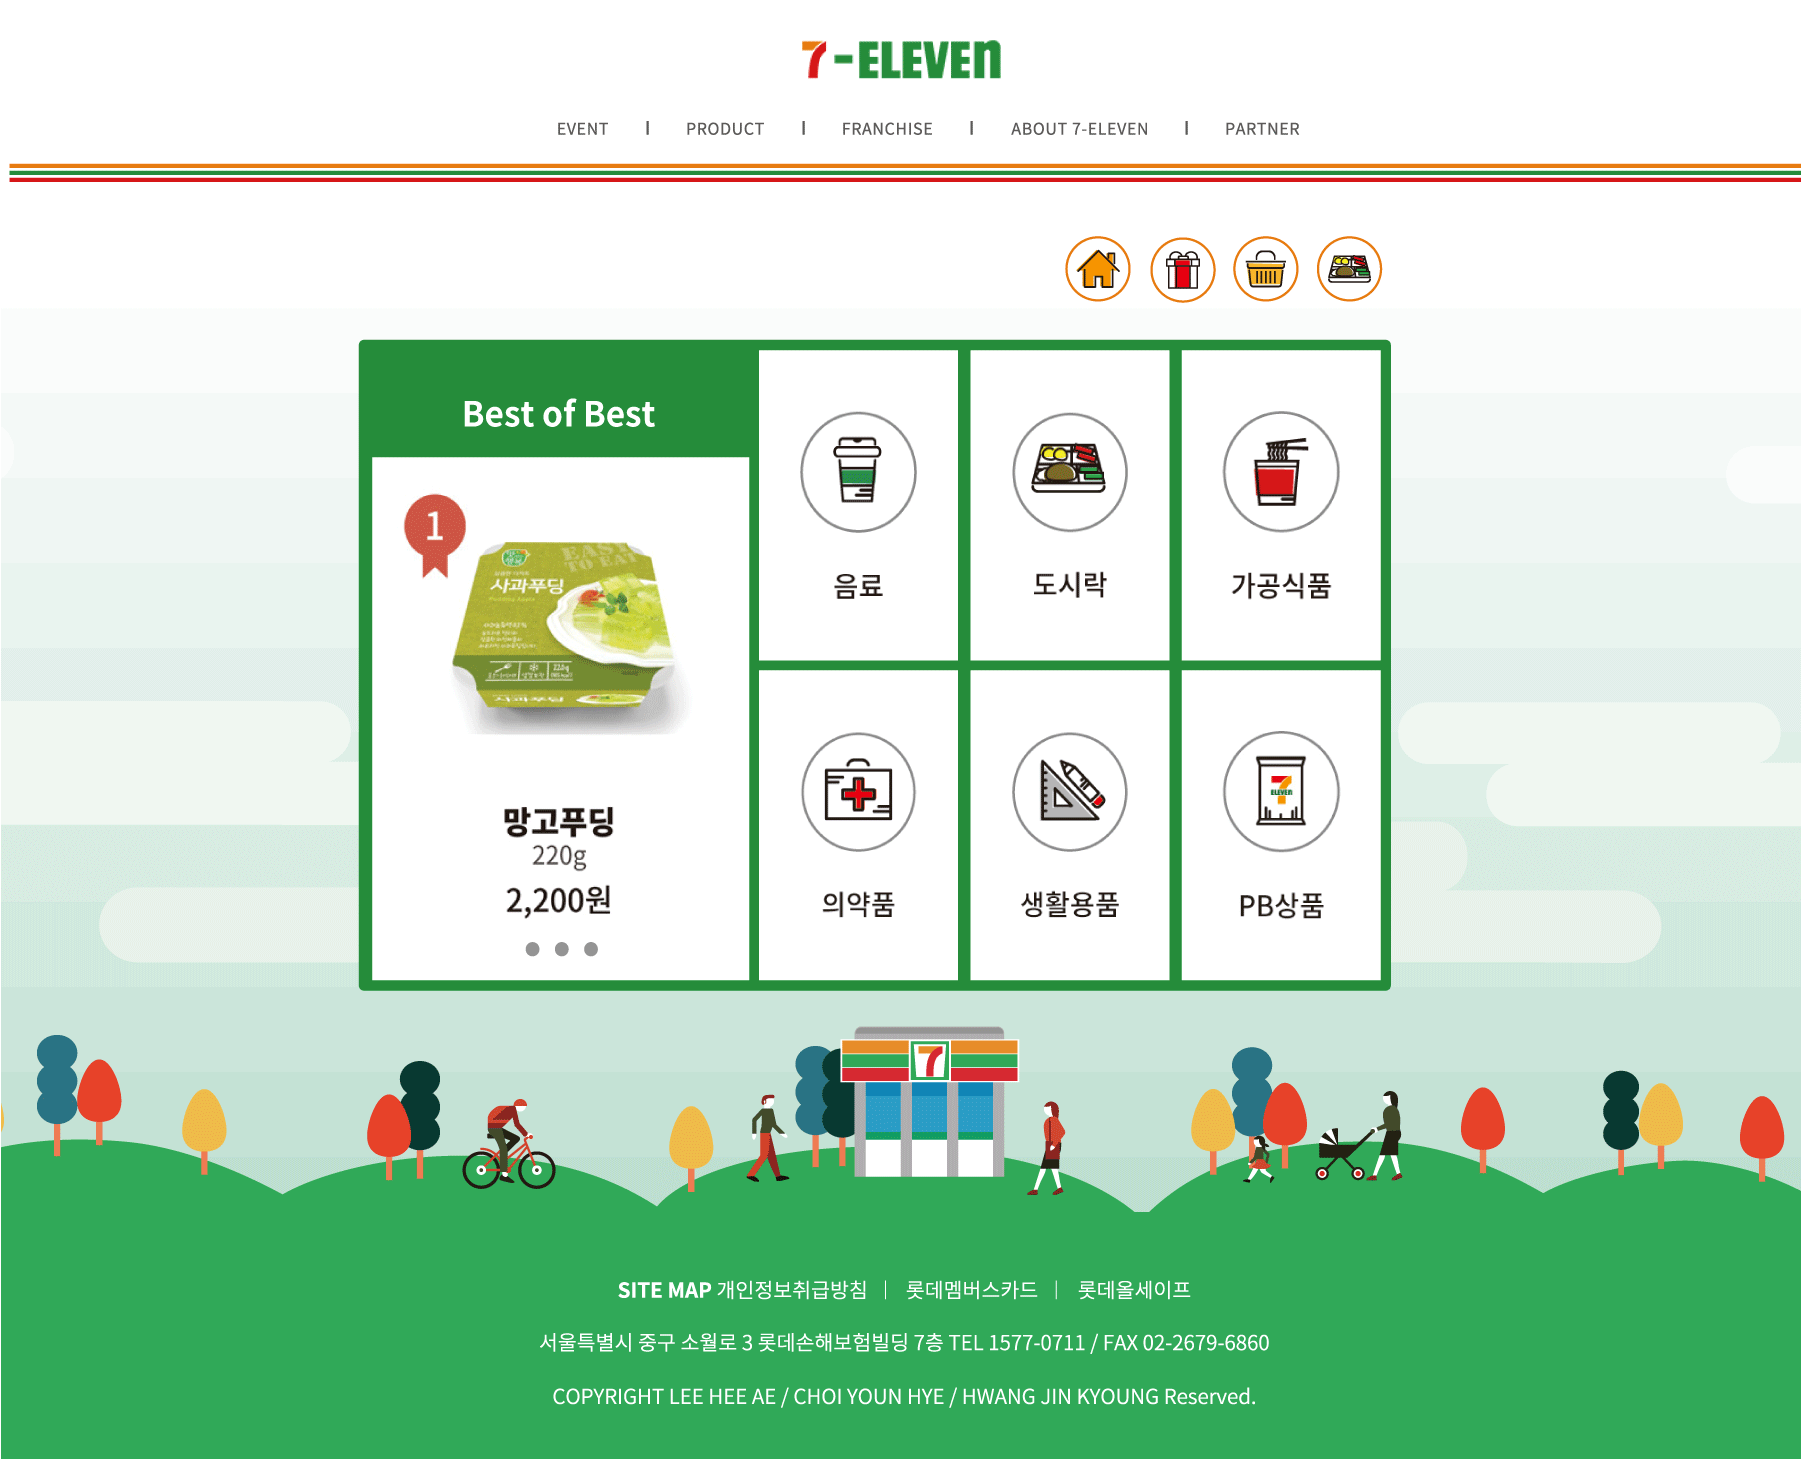 7-ELEVEn
EVENT | PRODUCT | FRANCHISE | ABOUT 7-ELEVEN | PARTNER
Best of Best
1
EASY
TO EAT
사과푸딩
220g
사과푸딩
망고푸딩
220g
2,200원
음료
도시락
가공식품
의약품
생활용품
7
ELEVEn
PB상품
7
SITE MAP 개인정보취급방침 | 롯데멤버스카드 | 롯데올세이프
서울특별시 중구 소월로 3 롯데손해보험빌딩 7층 TEL 1577-0711 / FAX 02-2679-6860
COPYRIGHT LEE HEE AE / CHOI YOUN HYE / HWANG JIN KYOUNG Reserved.